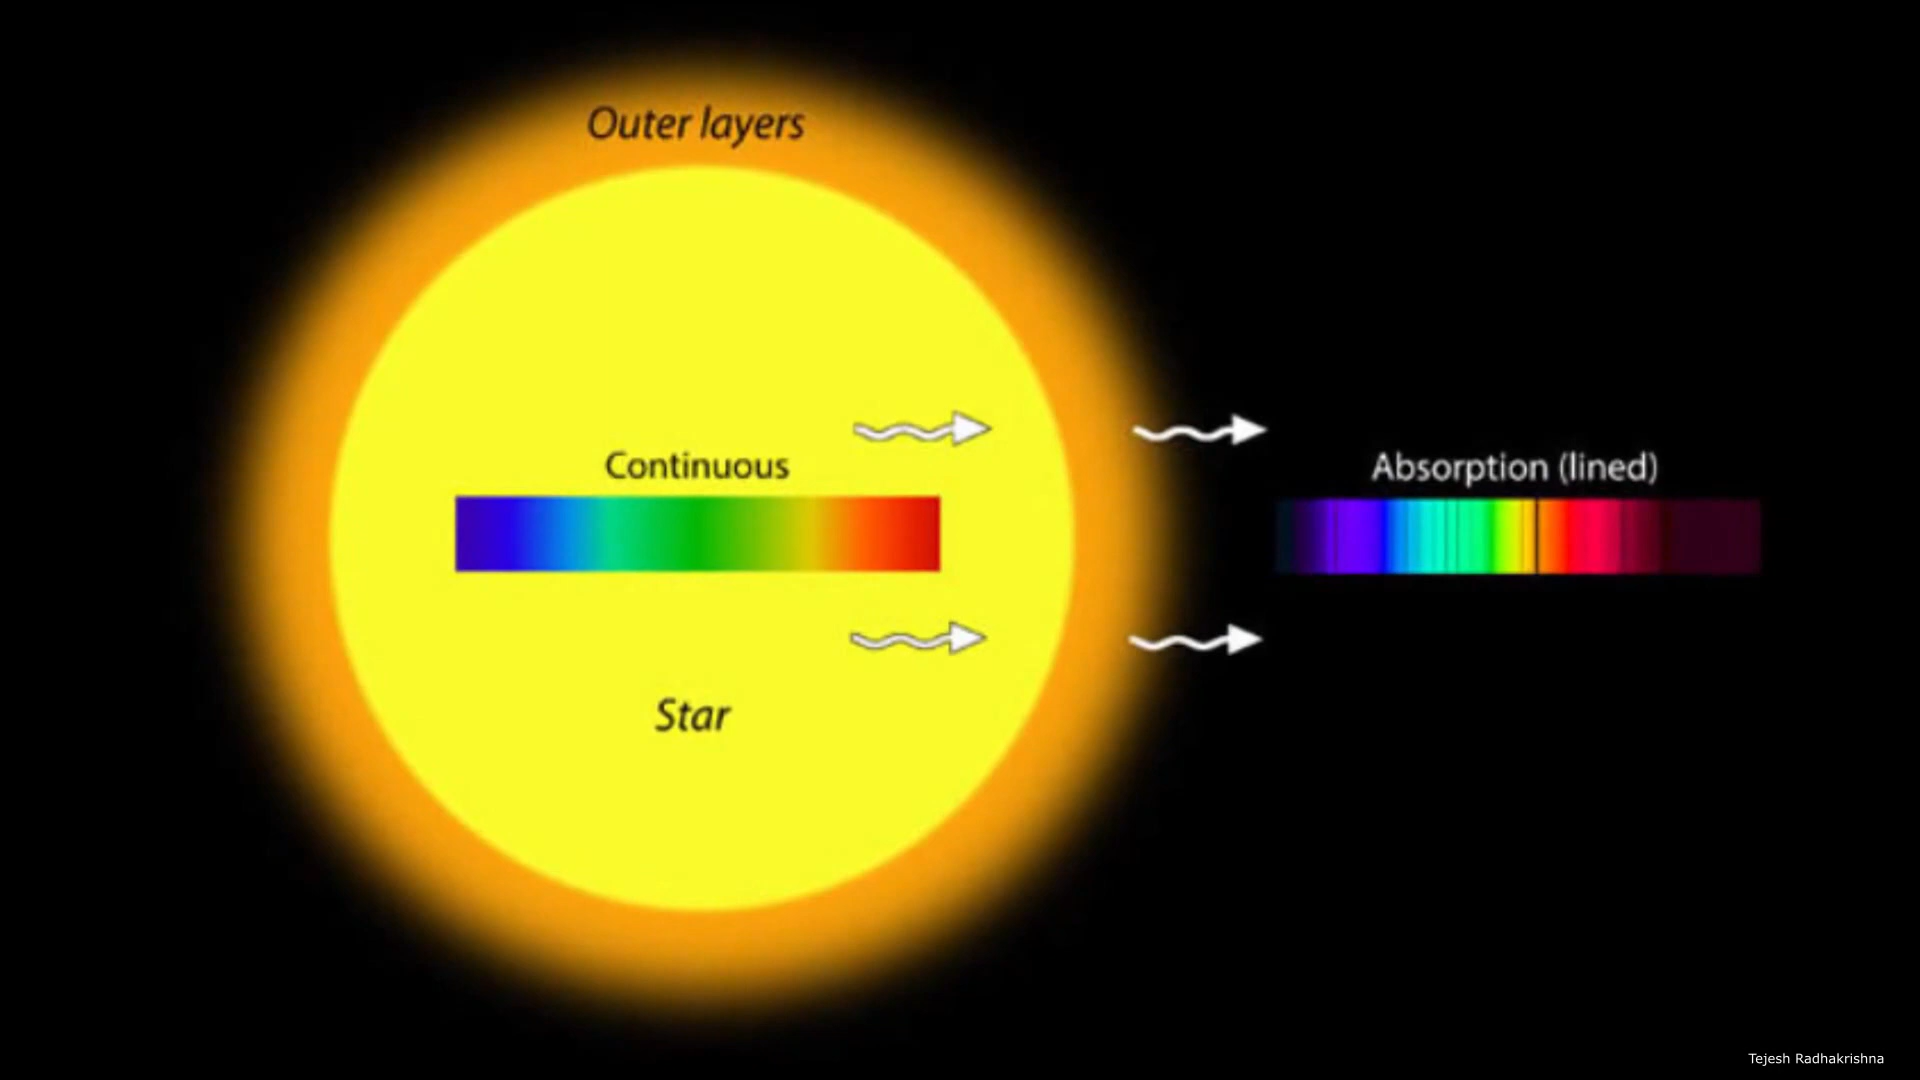 Outer layers
Continuous
Absorption (lined)
Star
Tejesh Radhakrishna